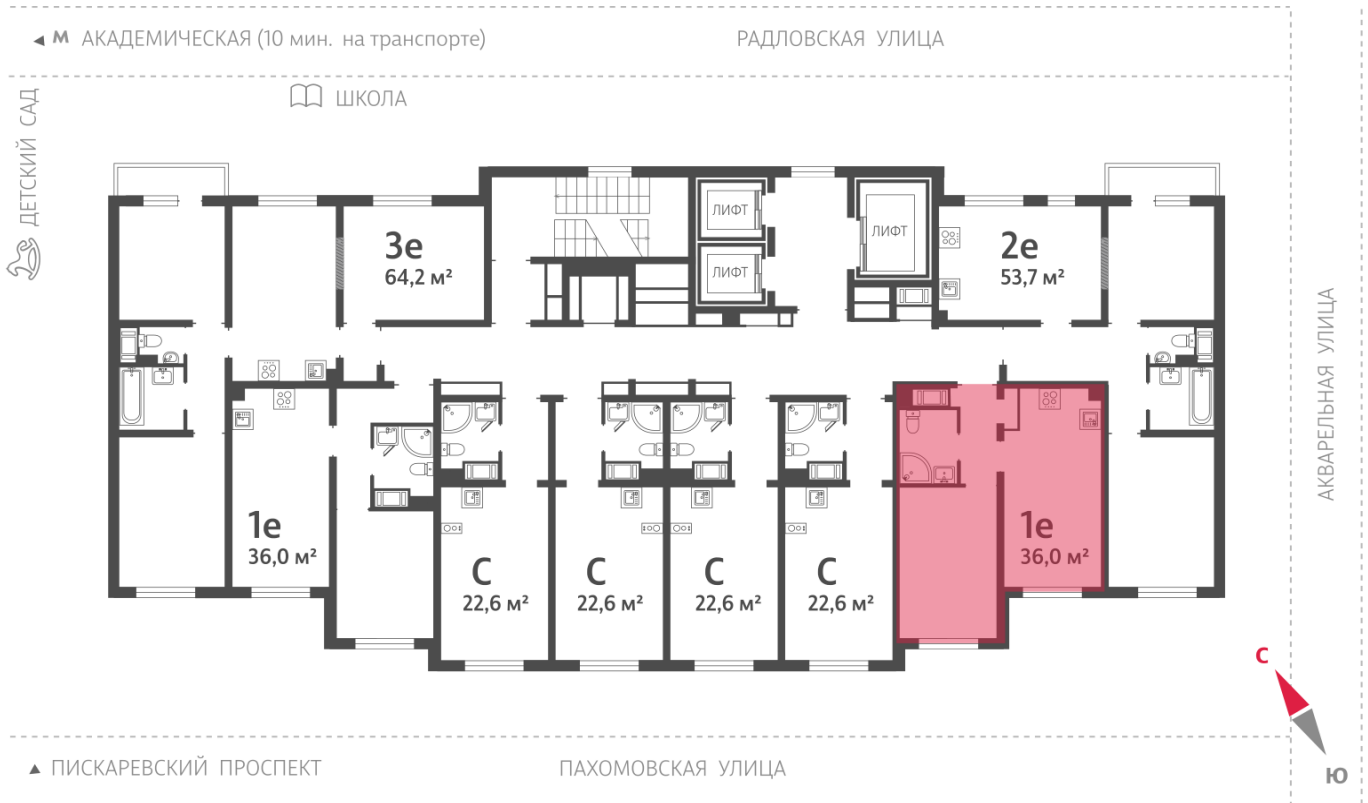 М АКАДЕМИЧЕСКАЯ (10 мин. на транспорте)
РАДЛОВСКАЯ УЛИЦА
ШКОЛА
ДЕТСКИЙ САД
ЛИФТ
ЛИФТ
ЛИФТ
3е
64,2 м²
2е
53,7 м²
АКВАРЕЛЬНАЯ УЛИЦА
1е
36,0 м²
С
22,6 м²
С
22,6 м²
С
22,6 м²
С
22,6 м²
1е
36,0 м²
С
Ю
ПИСКАРЕВСКИЙ ПРОСПЕКТ
ПАХОМОВСКАЯ УЛИЦА